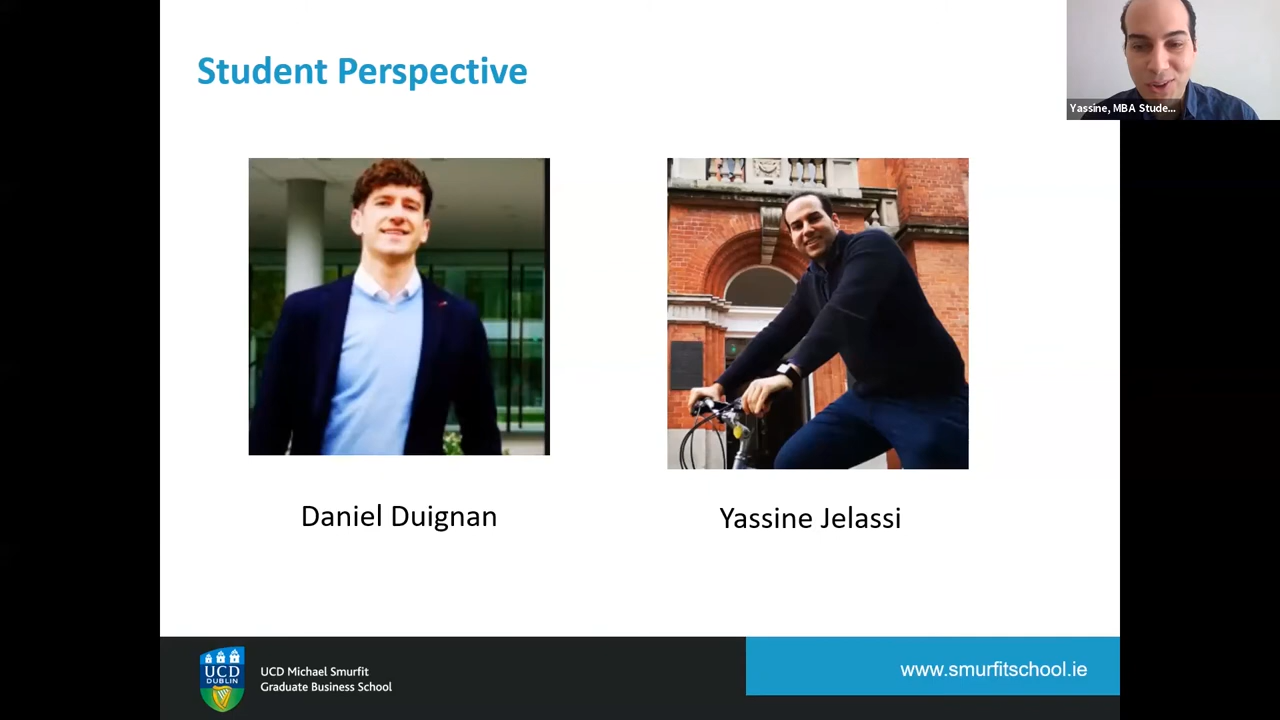 Student Perspective
Yassine, MBA Stude...
Daniel Duignan
Yassine Jelassi
UCD
DUBLIN
UCD Michael Smurfit
Graduate Business School
www.smurfitschool.ie